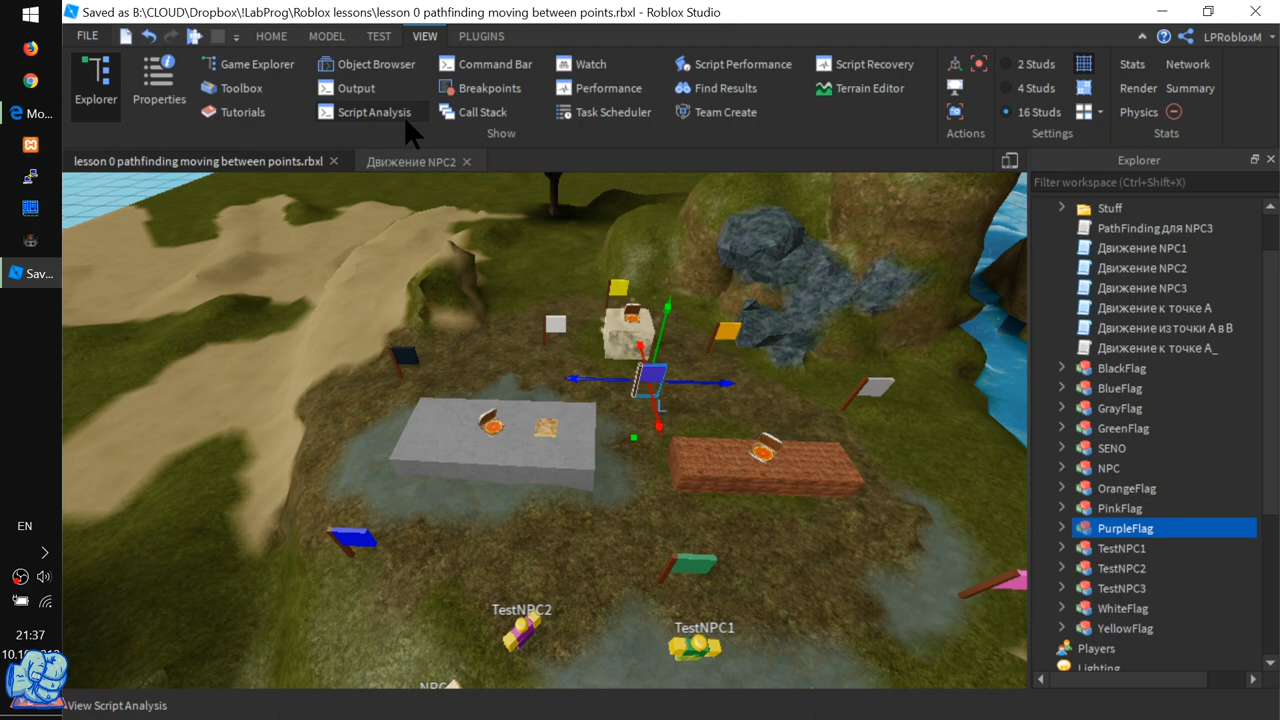 Saved as B:\CLOUD\Dropbox\!LabProg\Roblox lessons\lesson 0 pathfinding moving between points.rbxl - Roblox Studio
FILE
HOME
MODEL
TEST
VIEW
PLUGINS
LPRobloxM
Explorer
Properties
Game Explorer
Toolbox
Tutorials
Object Browser
Output
Script Analysis
Command Bar
Breakpoints
Call Stack
Watch
Performance
Task Scheduler
Script Performance
Find Results
Team Create
Script Recovery
Terrain Editor
Show
Actions
2 Studs
4 Studs
16 Studs
Settings
Stats
Network
Render
Summary
Physics
Stats
lesson 0 pathfinding moving between points.rbxl
Движение NPC2
Explorer
Filter workspace (Ctrl+Shift+X)
Stuff
PathFinding для NPC3
Движение NPC1
Движение NPC2
Движение NPC3
Движение к точке A
Движение из точки A в B
Движение к точке A_
BlackFlag
BlueFlag
GrayFlag
GreenFlag
SENO
NPC
OrangeFlag
PinkFlag
PurpleFlag
TestNPC1
TestNPC2
TestNPC3
WhiteFlag
YellowFlag
Players
Lighting
TestNPC2
TestNPC1
NPC
Mo...
Sav...
EN
21:37
View Script Analysis